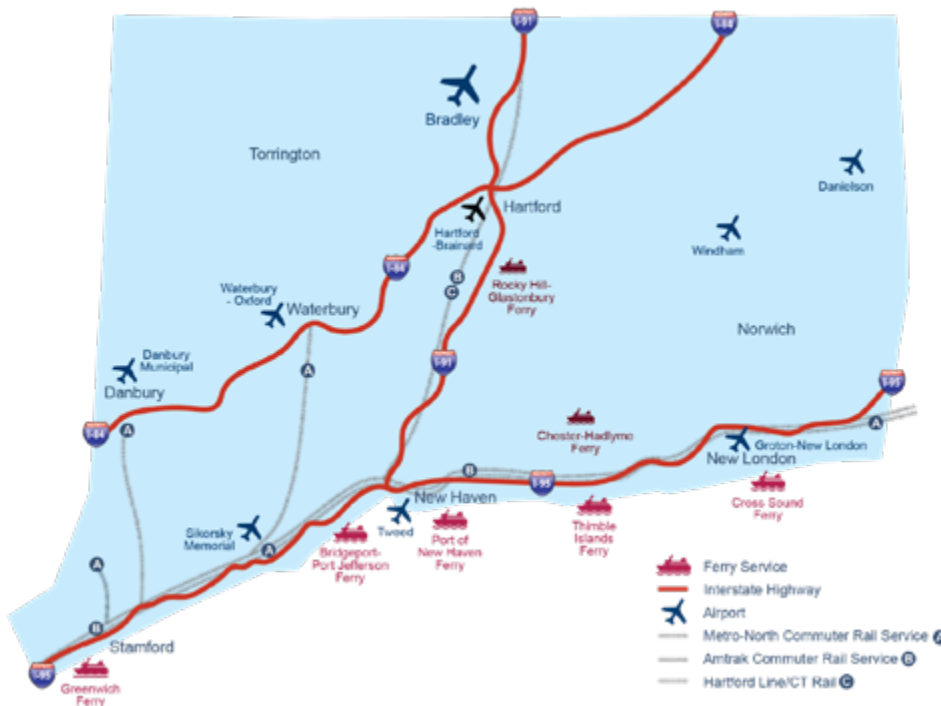 I-91
I-84
Bradley
Torrington
Danielson
Hartford
Hartford
-Brainard
Windham
I-84
B
C
Rocky Hill-
Glastonbury
Ferry
Waterbury
- Oxford
Waterbury
Norwich
Danbury
Municipal
Danbury
I-91
A
I-95
I-84
A
Chester-Hadlyme
Ferry
A
Groton-New London
New London
B
I-95
New Haven
Cross Sound
Ferry
Sikorsky
Memorial
A
Tweed
Bridgeport-
Port Jefferson
Ferry
Port of
New Haven
Ferry
Thimble
Islands
Ferry
A
B
Stamford
I-95
Greenwich
Ferry
Ferry Service
Interstate Highway
Airport
Metro-North Commuter Rail Service A
Amtrak Commuter Rail Service B
Hartford Line/CT Rail C